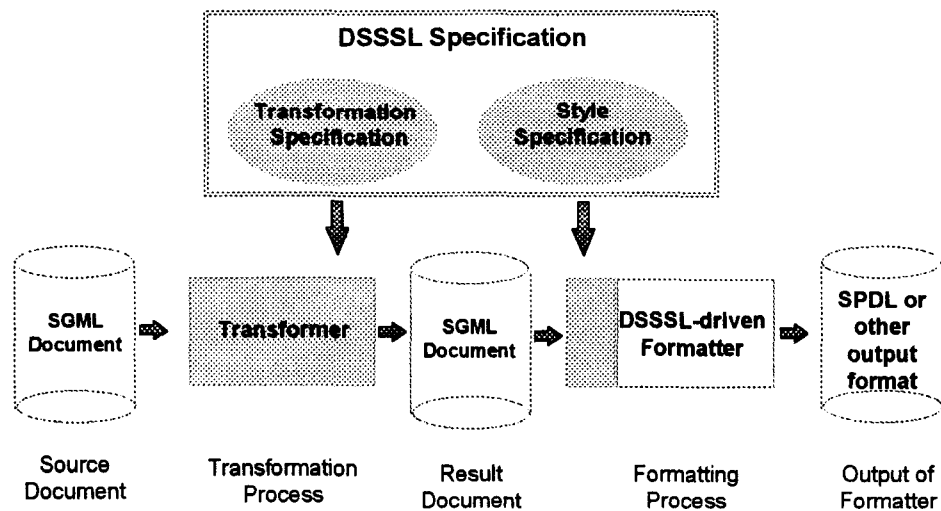 DSSSL Specification
Transformation
Specification
Style
Specification
SGML
Document
Transformer
SGML
Document
DSSSL-driven
Formatter
SPDL or
other
output
format
Source
Document
Transformation
Process
Result
Document
Formatting
Process
Output of
Formatter